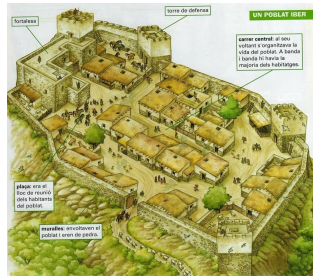 torre de defensa
UN POBLAT IBER
fortalesa
carrer central: al seu
voltant s'organitzava la
vida del poblat. A banda
i banda hi havia la
majoria dels habitatges.
plaça: era el
lloc de reunió
dels habitants
del poblat.
muralles: envoltaven el
poblat i eren de pedra.